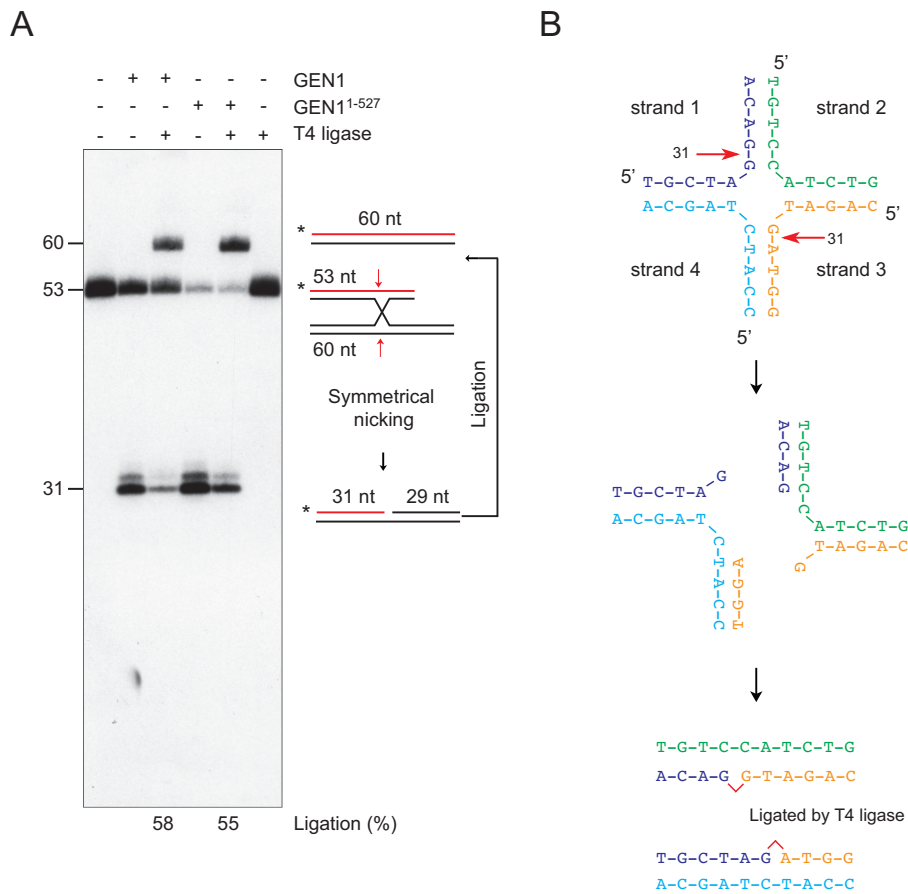 A
B
- + + - - - GEN1
- - - + + - GEN1¹⁻⁵²⁷
- - + - + + T4 ligase
60
53
31
58 55 Ligation (%)
60 nt
*
53 nt
*
60 nt
Symmetrical
nicking
31 nt 29 nt
*
Ligation
5'
strand 1
A-C-A-G-G
T-G-T-C-C
strand 2
31
5'
T-G-C-T-A
A-T-C-T-G
A-C-G-A-T
T-A-G-A-C
5'
31
strand 4
C-T-A-C-C
G-A-T-G-G
strand 3
5'
A-C-A-G
T-G-T-C-C
T-G-C-T-A-G
A-C-G-A-T
A-T-C-T-G
T-A-G-A-C
G
C-T-A-C-C
A-G-G-T
T-G-T-C-C-A-T-C-T-G
A-C-A-G G-T-A-G-A-C
Ligated by T4 ligase
T-G-C-T-A-G A-T-G-G
A-C-G-A-T-C-T-A-C-C